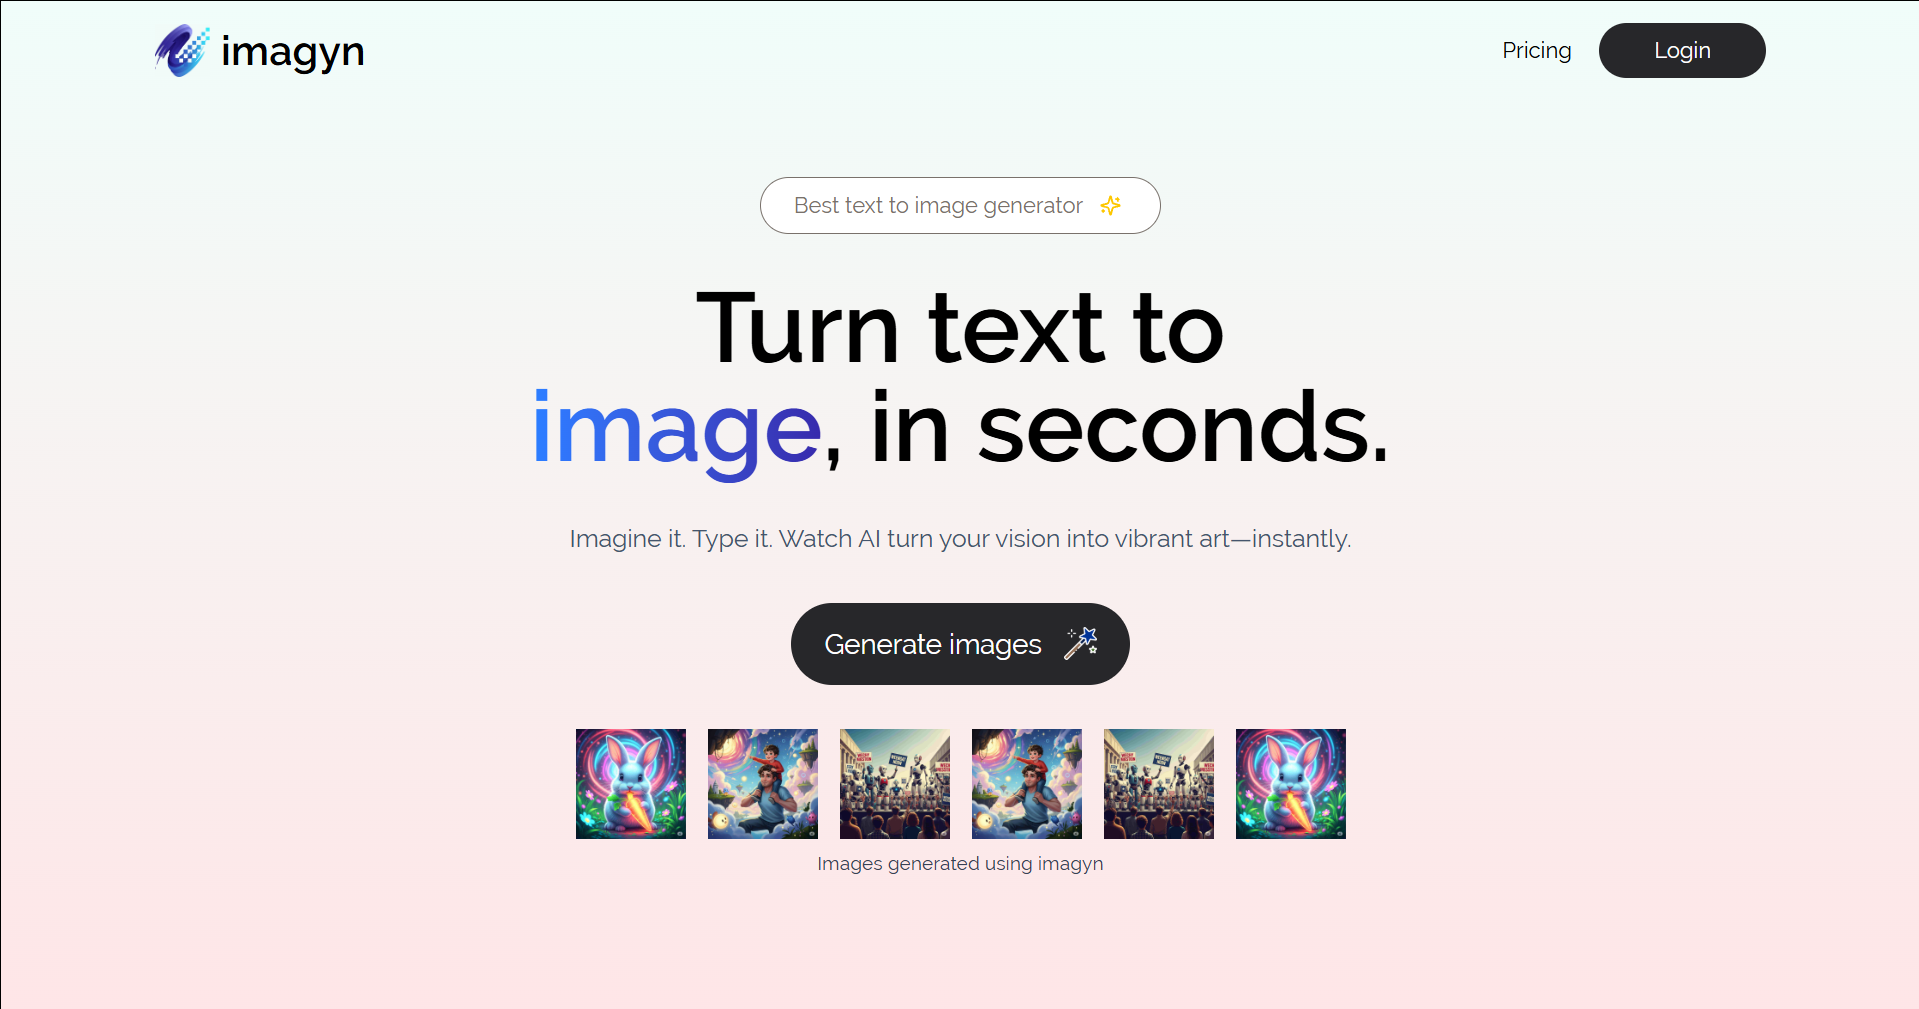 imagyn
Pricing
Login
Best text to image generator
Turn text to
image, in seconds.
Imagine it. Type it. Watch AI turn your vision into vibrant art—instantly.
Generate images
Images generated using imagyn